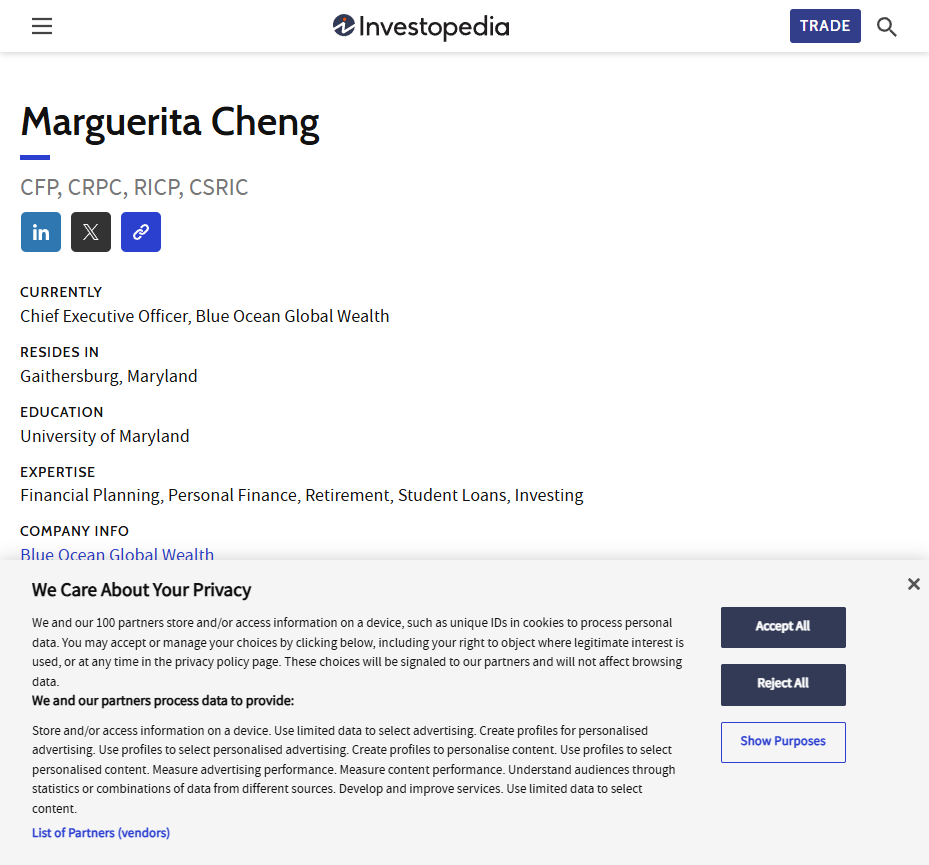 Investopedia
TRADE
Marguerita Cheng
CFP, CRPC, RICP, CSRIC
in
X
CURRENTLY
Chief Executive Officer, Blue Ocean Global Wealth
RESIDES IN
Gaithersburg, Maryland
EDUCATION
University of Maryland
EXPERTISE
Financial Planning, Personal Finance, Retirement, Student Loans, Investing
COMPANY INFO
Blue Ocean Global Wealth
We Care About Your Privacy
We and our 100 partners store and/or access information on a device, such as unique IDs in cookies to process personal
data. You may accept or manage your choices by clicking below, including your right to object where legitimate interest is
used, or at any time in the privacy policy page. These choices will be signaled to our partners and will not affect browsing
data.
We and our partners process data to provide:
Store and/or access information on a device. Use limited data to select advertising. Create profiles for personalised
advertising. Use profiles to select personalised advertising. Create profiles to personalise content. Use profiles to select
personalised content. Measure advertising performance. Measure content performance. Understand audiences through
statistics or combinations of data from different sources. Develop and improve services. Use limited data to select
content.
List of Partners (vendors)
Accept All
Reject All
Show Purposes